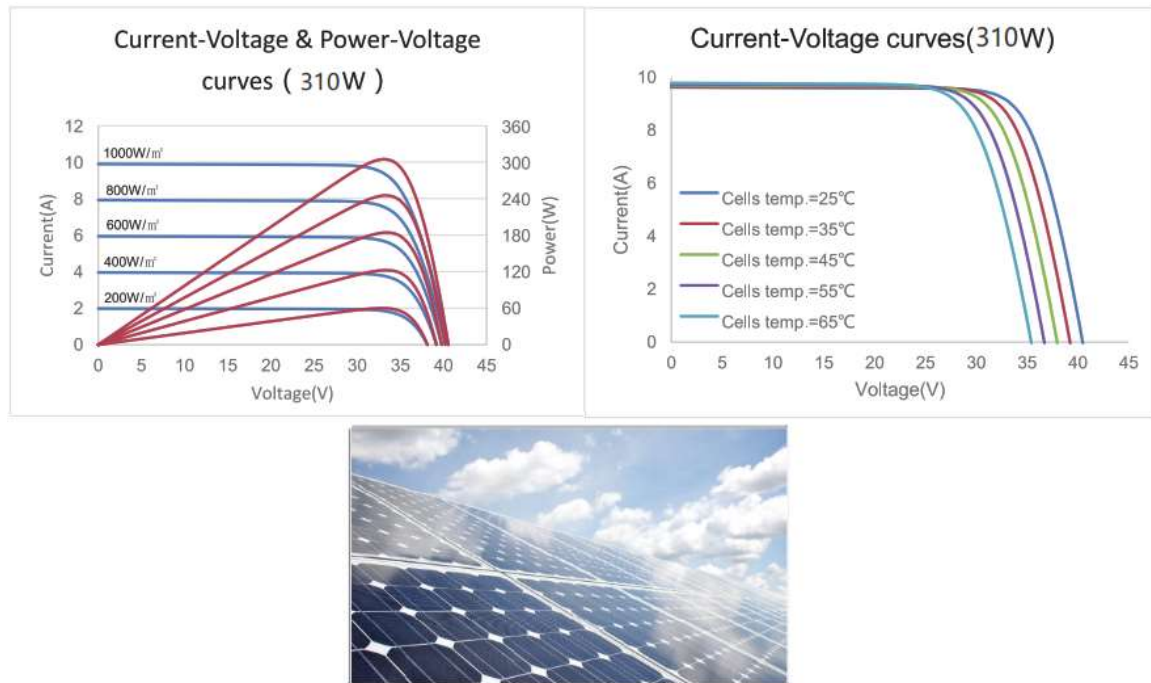 Current-Voltage & Power-Voltage
curves ( 310W )
12
10
8
6
4
2
0
Current(A)
1000W/㎡
800W/㎡
600W/㎡
400W/㎡
200W/㎡
360
300
240
180
120
60
0
Power(W)
0 5 10 15 20 25 30 35 40 45
Voltage(V)
Current-Voltage curves(310W)
10
8
6
4
2
0
Current(A)
Cells temp.=25℃
Cells temp.=35℃
Cells temp.=45℃
Cells temp.=55℃
Cells temp.=65℃
0 5 10 15 20 25 30 35 40 45
Voltage(V)